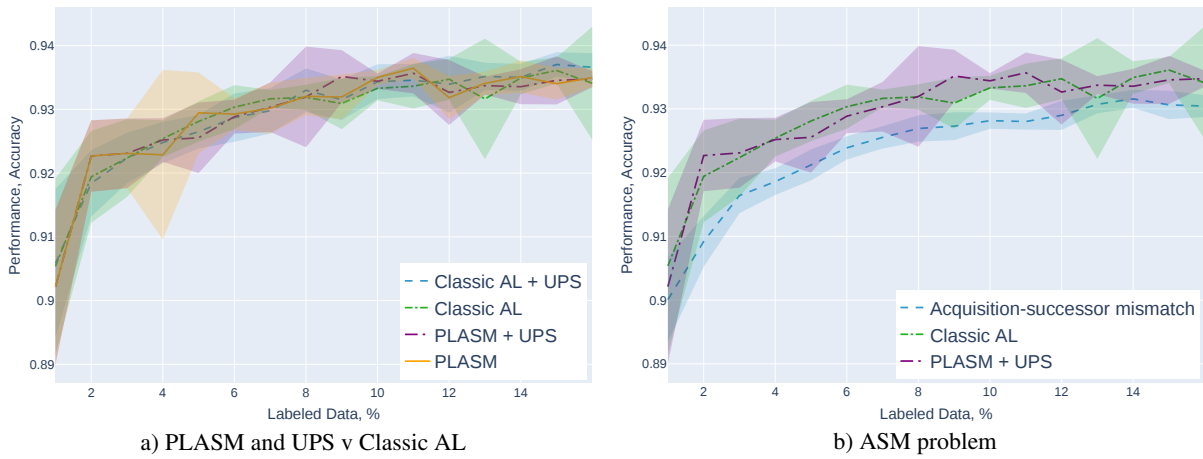 0.94
0.93
0.92
0.91
0.9
0.89
Performance, Accuracy
Classic AL + UPS
Classic AL
PLASM + UPS
PLASM
2
4
6
8
10
12
14
Labeled Data, %
a) PLASM and UPS v Classic AL
0.94
0.93
0.92
0.91
0.9
0.89
Performance, Accuracy
Acquisition-successor mismatch
Classic AL
PLASM + UPS
2
4
6
8
10
12
14
Labeled Data, %
b) ASM problem